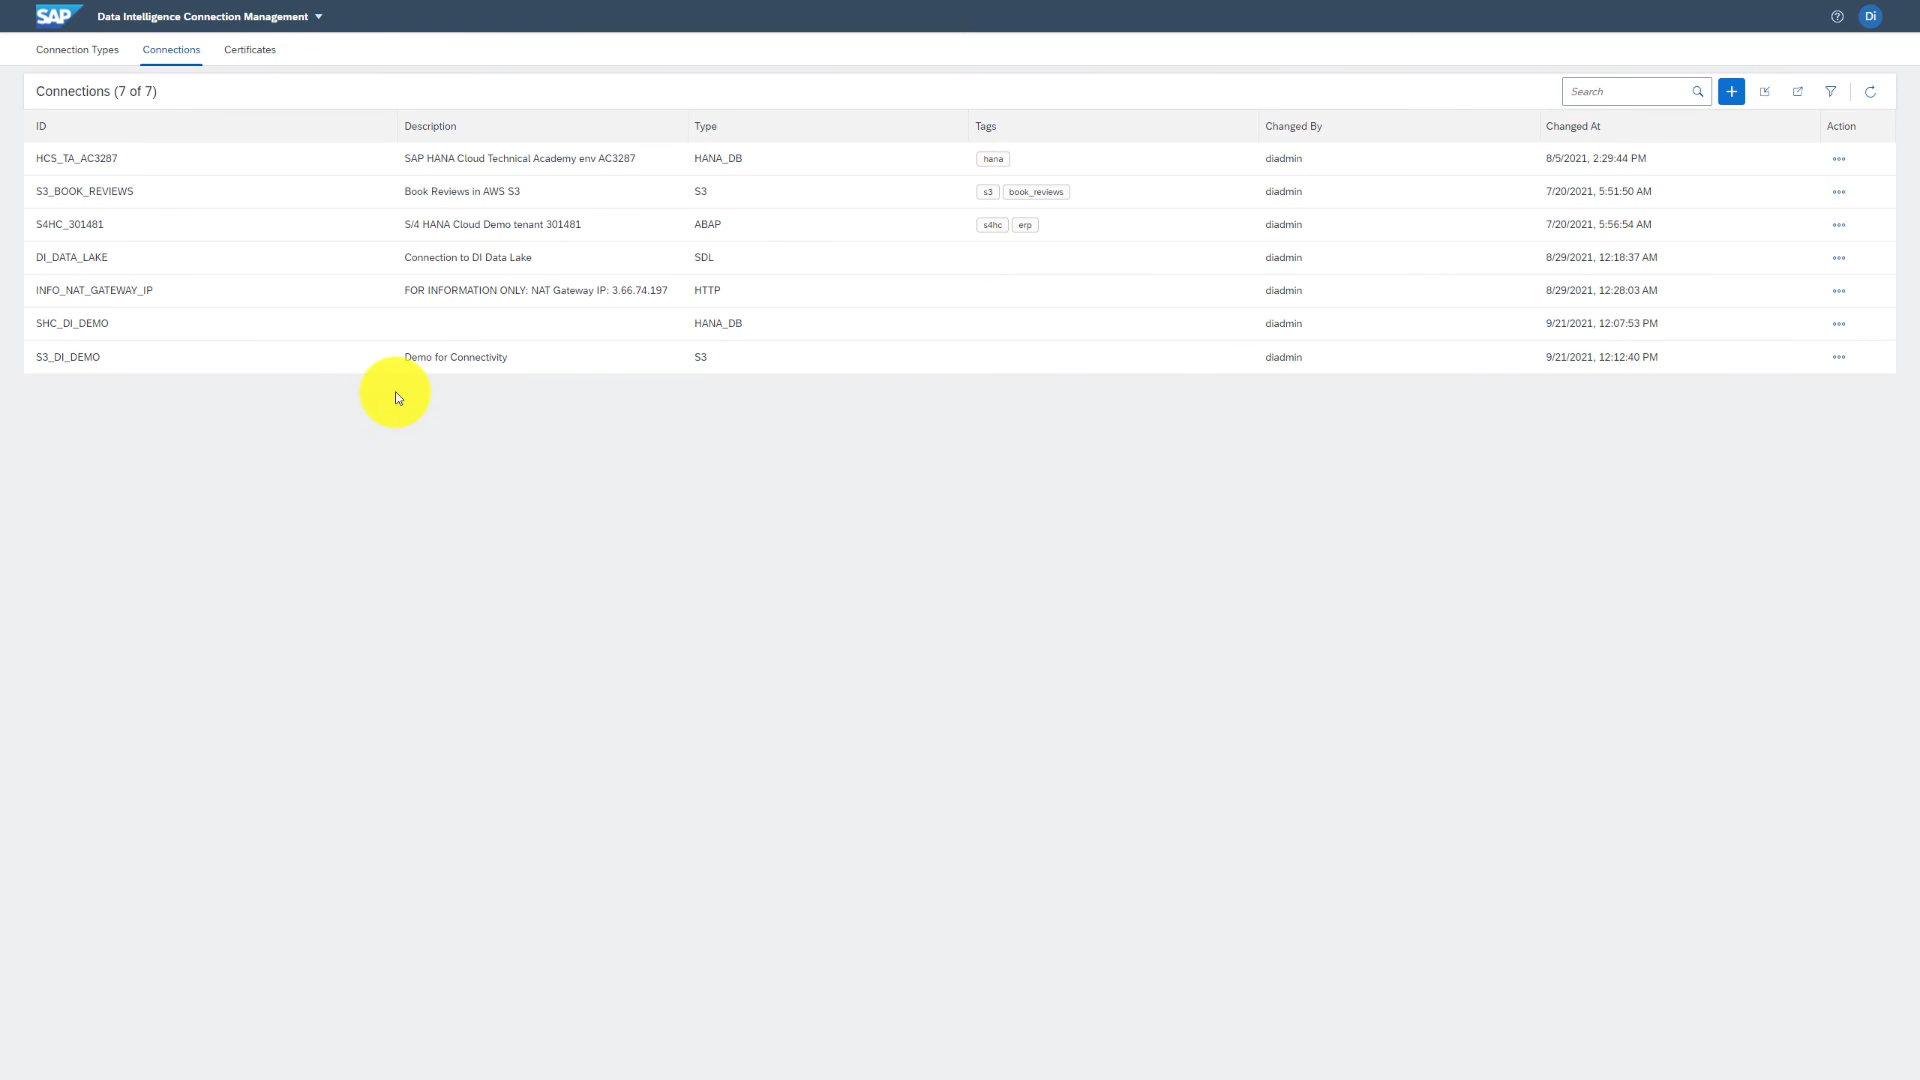 SAP Data Intelligence Connection Management Di
Connection Types Connections Certificates
Connections (7 of 7) Search
ID Description Type Tags Changed By Changed At Action
HCS_TA_AC3287 SAP HANA Cloud Technical Academy env AC3287 HANA_DB hana diadmin 8/5/2021, 2:29:44 PM
S3_BOOK_REVIEWS Book Reviews in AWS S3 S3 s3 book_reviews diadmin 7/20/2021, 5:51:50 AM
S4HC_301481 S/4 HANA Cloud Demo tenant 301481 ABAP s4hc erp diadmin 7/20/2021, 5:56:54 AM
DI_DATA_LAKE Connection to DI Data Lake SDL diadmin 8/29/2021, 12:18:37 AM
INFO_NAT_GATEWAY_IP FOR INFORMATION ONLY: NAT Gateway IP: 3.66.74.197 HTTP diadmin 8/29/2021, 12:28:03 AM
SHC_DI_DEMO HANA_DB diadmin 9/21/2021, 12:07:53 PM
S3_DI_DEMO Demo for Connectivity S3 diadmin 9/21/2021, 12:12:40 PM